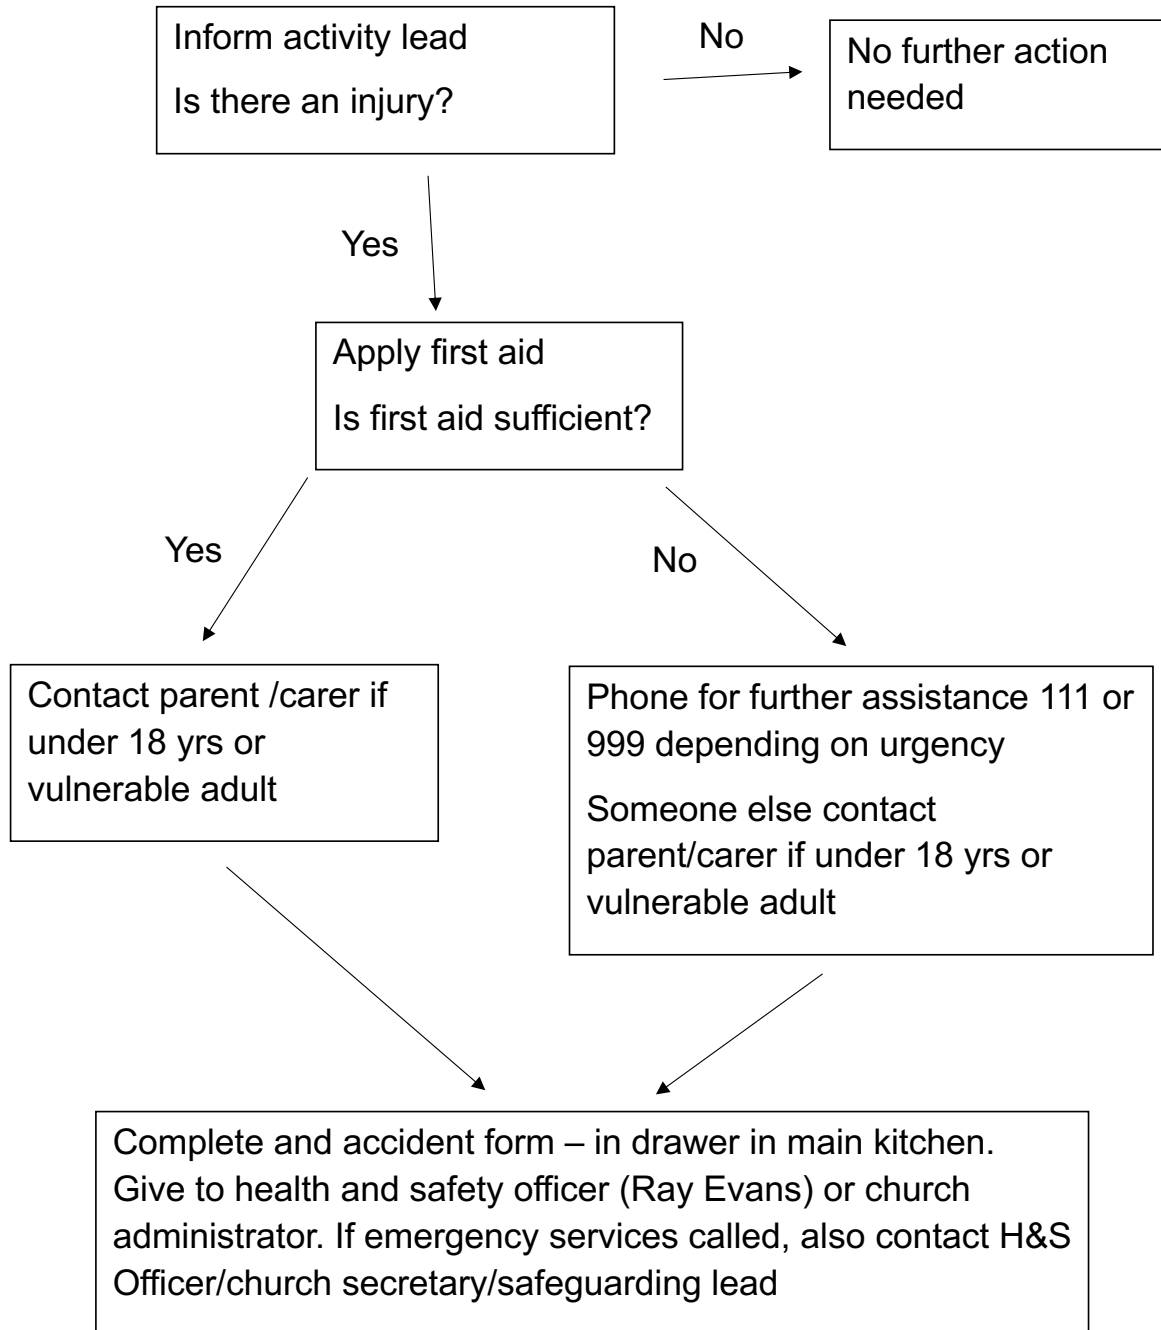 Inform activity lead
Is there an injury?
No
No further action
needed
Yes
Apply first aid
Is first aid sufficient?
Yes
No
Contact parent /carer if
under 18 yrs or
vulnerable adult
Phone for further assistance 111 or
999 depending on urgency
Someone else contact
parent/carer if under 18 yrs or
vulnerable adult
Complete and accident form – in drawer in main kitchen.
Give to health and safety officer (Ray Evans) or church
administrator. If emergency services called, also contact H&S
Officer/church secretary/safeguarding lead